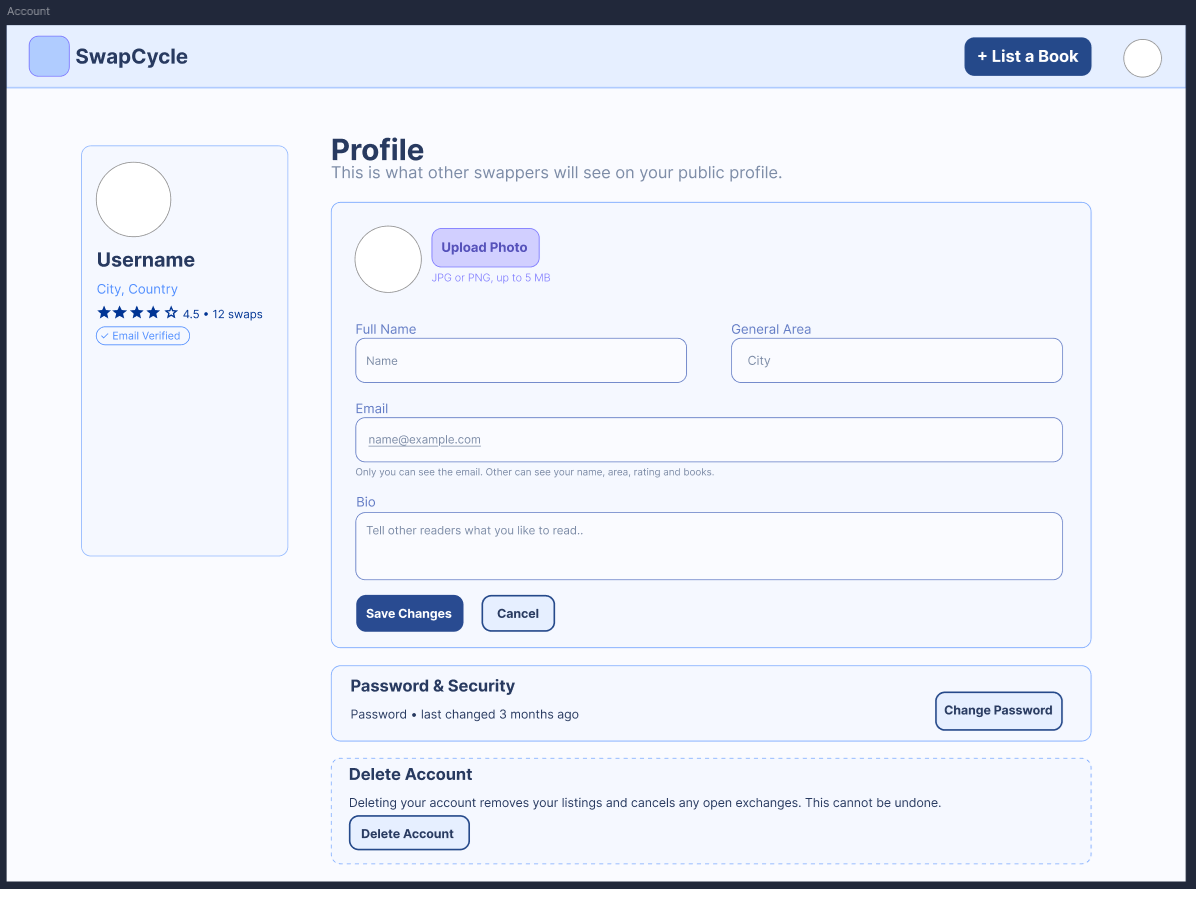 Account
SwapCycle
+ List a Book
Username
City, Country
4.5 • 12 swaps
✓ Email Verified
Profile
This is what other swappers will see on your public profile.
Upload Photo
JPG or PNG, up to 5 MB
Full Name
Name
General Area
City
Email
name@example.com
Only you can see the email. Other can see your name, area, rating and books.
Bio
Tell other readers what you like to read..
Save Changes
Cancel
Password & Security
Password • last changed 3 months ago
Change Password
Delete Account
Deleting your account removes your listings and cancels any open exchanges. This cannot be undone.
Delete Account